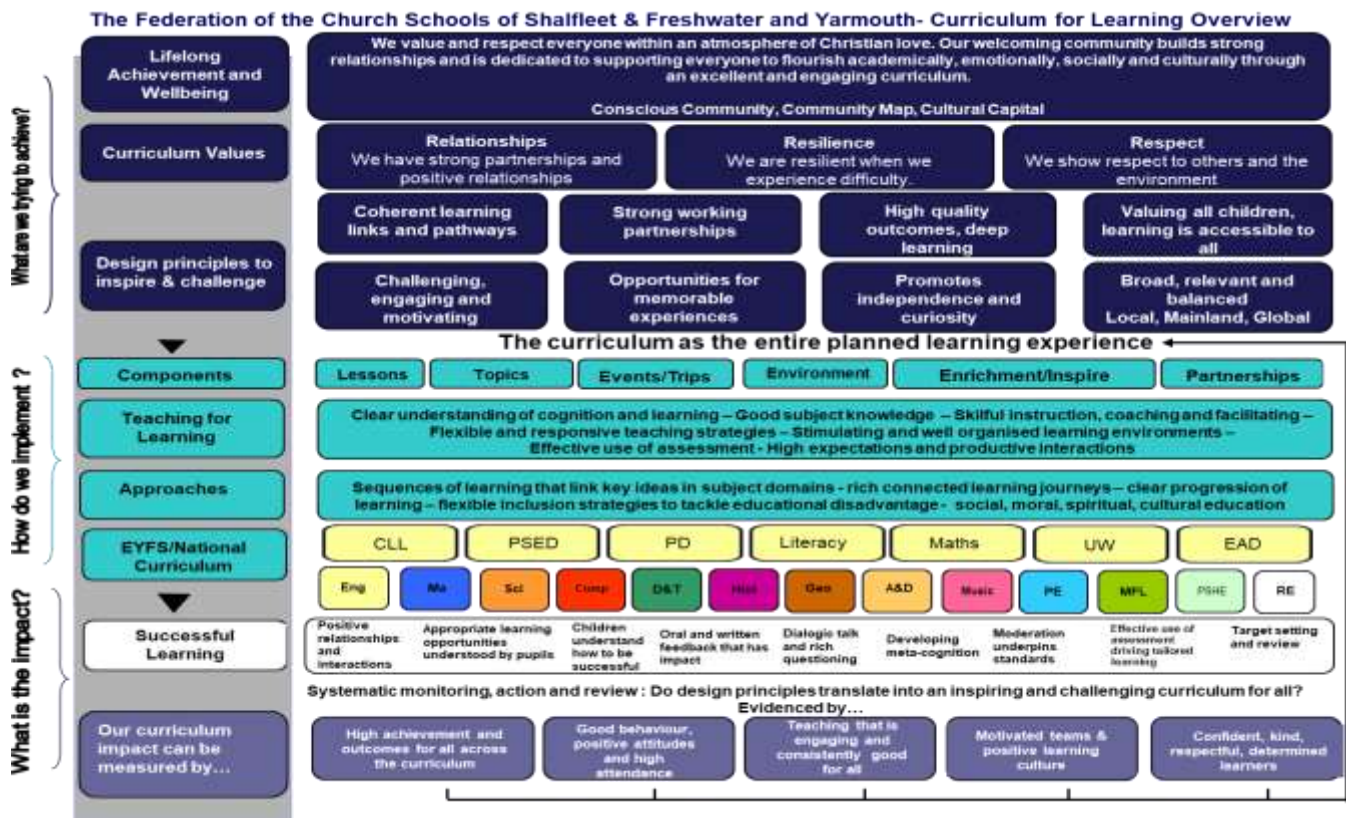 The Federation of the Church Schools of Shalfleet & Freshwater and Yarmouth- Curriculum for Learning Overview
What are we trying to achieve?
Lifelong
Achievement and
Wellbeing
We value and respect everyone within an atmosphere of Christian love. Our welcoming community builds strong
relationships and is dedicated to supporting everyone to flourish academically, emotionally, socially and culturally through
an excellent and engaging curriculum.
Conscious Community, Community Map, Cultural Capital
Curriculum Values
Relationships
We have strong partnerships and
positive relationships
Resilience
We are resilient when we
experience difficulty.
Respect
We show respect to others and the
environment
Design principles to
inspire & challenge
Coherent learning
links and pathways
Strong working
partnerships
High quality
outcomes, deep
learning
Valuing all children,
learning is accessible to
all
Challenging,
engaging and
motivating
Opportunities for
memorable
experiences
Promotes
independence and
curiosity
Broad, relevant and
balanced
Local, Mainland, Global
The curriculum as the entire planned learning experience
How do we implement ?
Components
Lessons
Topics
Events/Trips
Environment
Enrichment/Inspire
Partnerships
Teaching for
Learning
Clear understanding of cognition and learning – Good subject knowledge – Skilful instruction, coaching and facilitating –
Flexible and responsive teaching strategies – Stimulating and well organised learning environments –
Effective use of assessment - High expectations and productive interactions
Approaches
Sequences of learning that link key ideas in subject domains - rich connected learning journeys – clear progression of
learning – flexible inclusion strategies to tackle educational disadvantage - social, moral, spiritual, cultural education
EYFS/National
Curriculum
CLL
PSED
PD
Literacy
Maths
UW
EAD
Eng
Ma
Sci
Comp
D&T
Hist
Geo
A&D
Music
PE
MFL
PSHE
RE
What is the impact?
Successful
Learning
Positive
relationships
and
interactions
Appropriate learning
opportunities
understood by pupils
Children
understand
how to be
successful
Oral and written
feedback that has
impact
Dialogic talk
and rich
questioning
Developing
meta-cognition
Moderation
underpins
standards
Effective use of
assessment
driving tailored
learning
Target setting
and review
Systematic monitoring, action and review : Do design principles translate into an inspiring and challenging curriculum for all?
Evidenced by…
Our curriculum
impact can be
measured by…
High achievement and
outcomes for all across
the curriculum
Good behaviour,
positive attitudes
and high
attendance
Teaching that is
engaging and
consistently good
for all
Motivated teams &
positive learning
culture
Confident, kind,
respectful, determined
learners